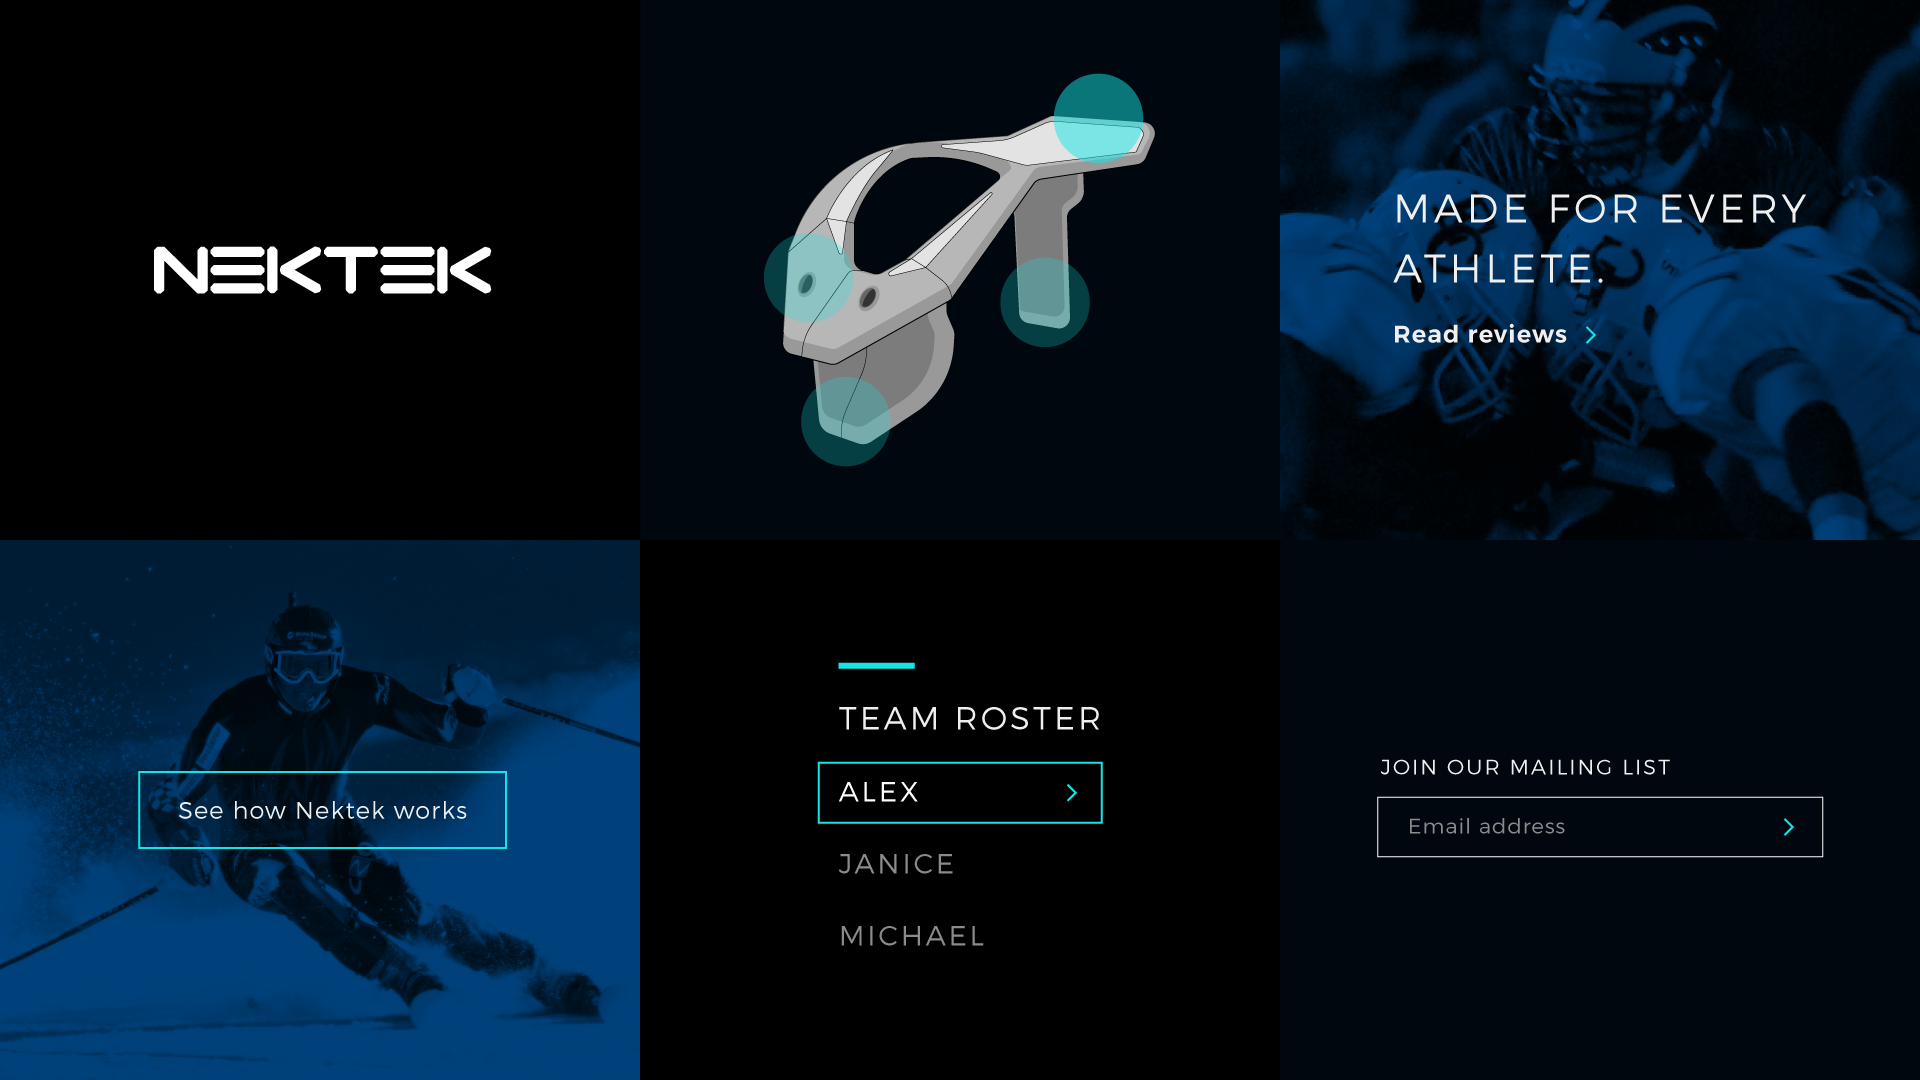 NEKTEK
MADE FOR EVERY
ATHLETE.
Read reviews
See how Nektek works
TEAM ROSTER
ALEX
JANICE
MICHAEL
JOIN OUR MAILING LIST
Email address